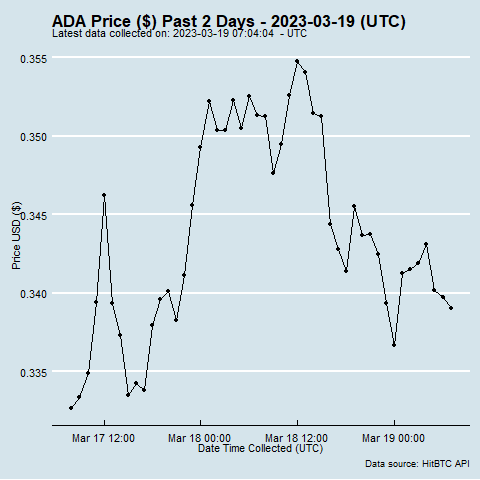 ADA Price ($) Past 2 Days - 2023-03-19 (UTC)
Latest data collected on: 2023-03-19 07:04:04 - UTC
0.355
0.350
0.345
0.340
0.335
Price USD ($)
Mar 17 12:00 Mar 18 00:00 Mar 18 12:00 Mar 19 00:00
Date Time Collected (UTC)
Data source: HitBTC API